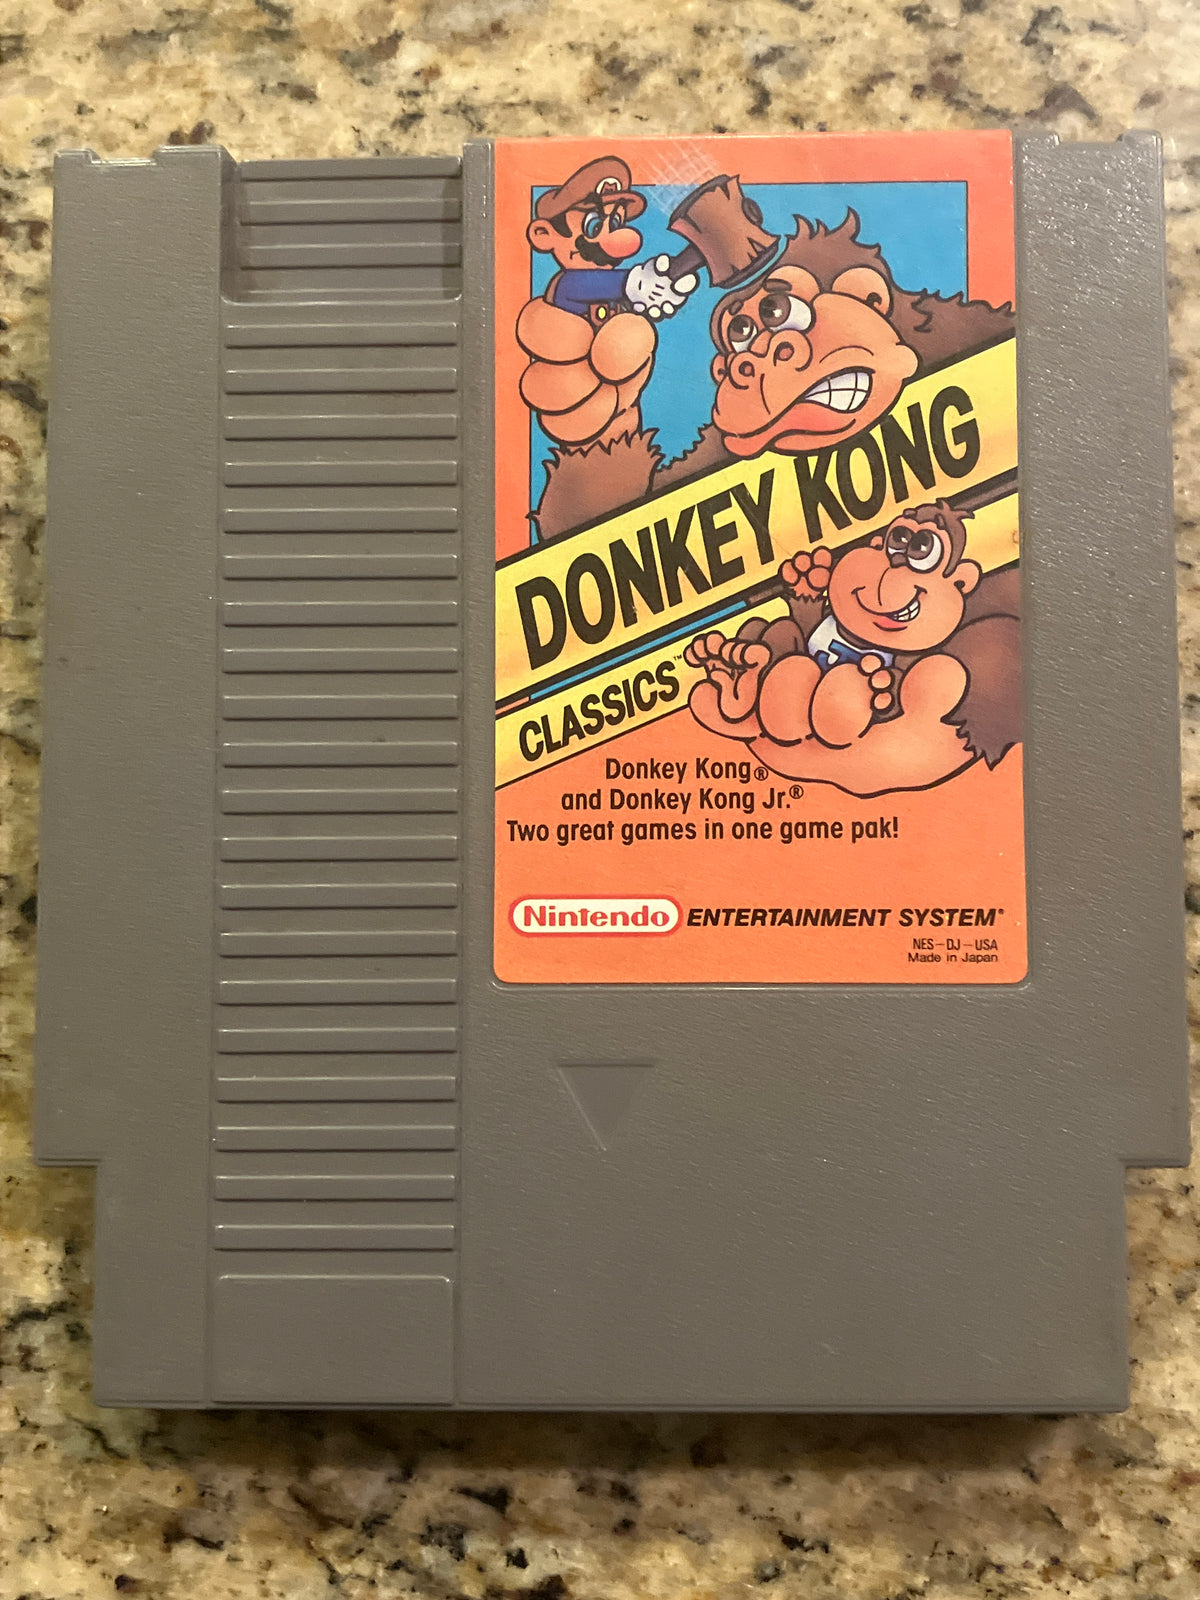 M
DONKEY KONG
CLASSICS™
J
Donkey Kong®
and Donkey Kong Jr.®
Two great games in one game pak!
Nintendo ENTERTAINMENT SYSTEM®
NES-DJ-USA
Made in Japan